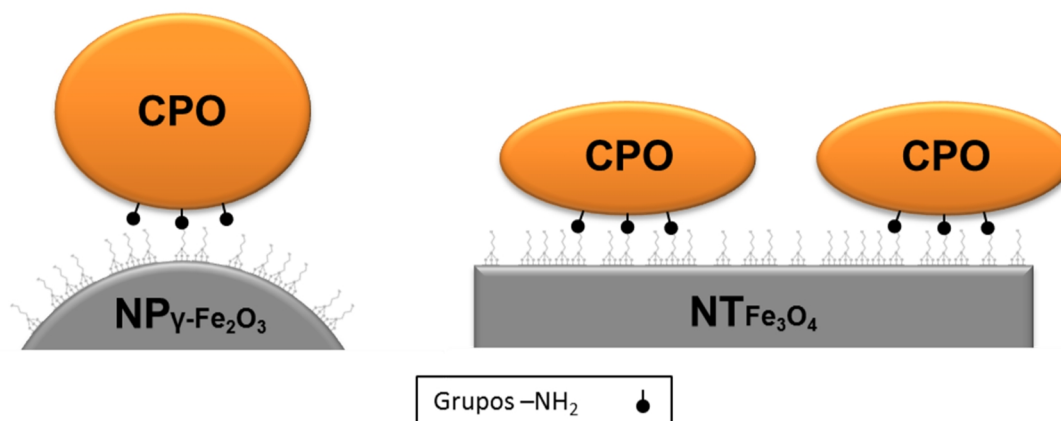 CPO
CPO
CPO
NPγ-Fe₂O₃
NTFe₃O₄
Grupos –NH₂